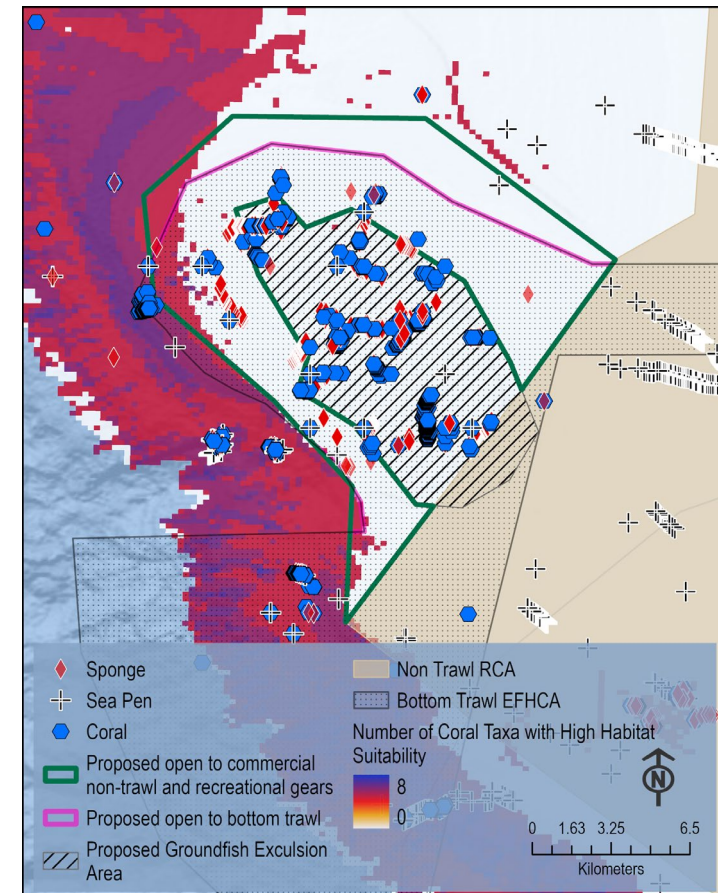 Sponge
Sea Pen
Coral
Proposed open to commercial
non-trawl and recreational gears
Proposed open to bottom trawl
Proposed Groundfish Exculsion
Area
Non Trawl RCA
Bottom Trawl EFHCA
Number of Coral Taxa with High Habitat
Suitability
8
0
N
0 1.63 3.25 6.5
Kilometers